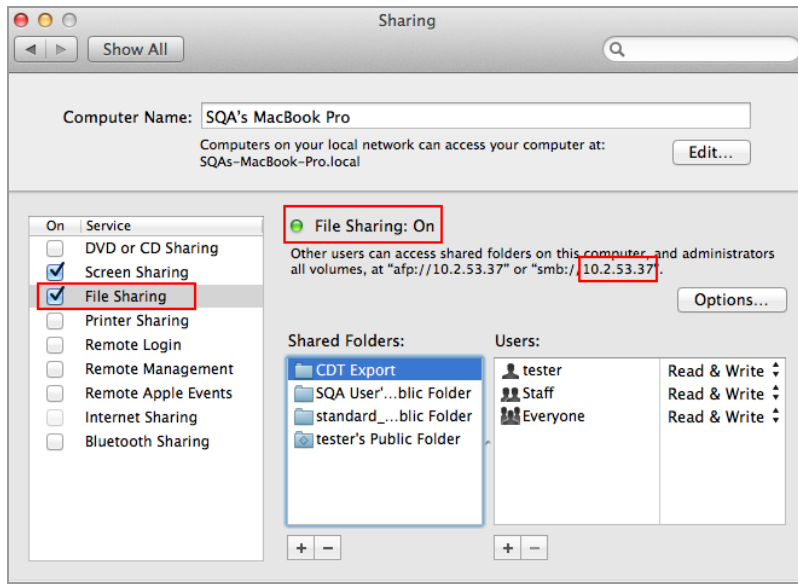 Sharing
Show All
Computer Name: SQA's MacBook Pro
Computers on your local network can access your computer at:
SQAs-MacBook-Pro.local
Edit...
On Service
DVD or CD Sharing
Screen Sharing
File Sharing
Printer Sharing
Remote Login
Remote Management
Remote Apple Events
Internet Sharing
Bluetooth Sharing
File Sharing: On
Other users can access shared folders on this computer, and administrators
all volumes, at “afp://10.2.53.37” or “smb://10.2.53.37”.
Options...
Shared Folders:
CDT Export
SQA User'...blic Folder
standard_...blic Folder
tester's Public Folder
Users:
tester Read & Write
Staff Read & Write
Everyone Read & Write